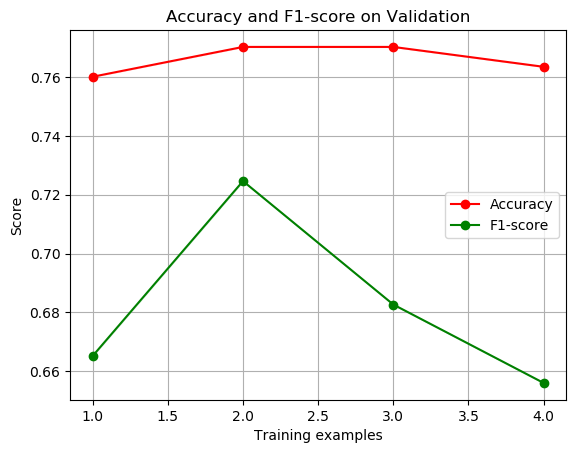 Accuracy and F1-score on Validation
0.76
0.74
0.72
0.70
0.68
0.66
Score
Accuracy
F1-score
1.0 1.5 2.0 2.5 3.0 3.5 4.0
Training examples